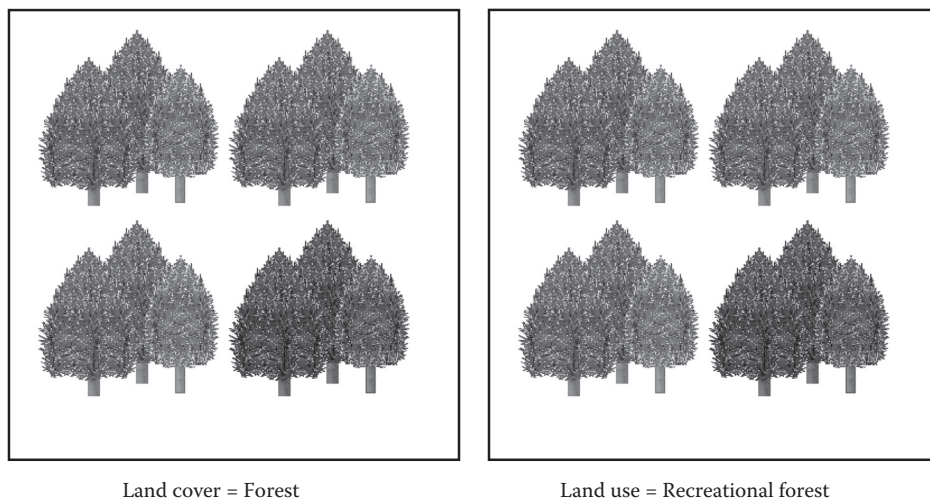 Land cover = Forest
Land use = Recreational forest